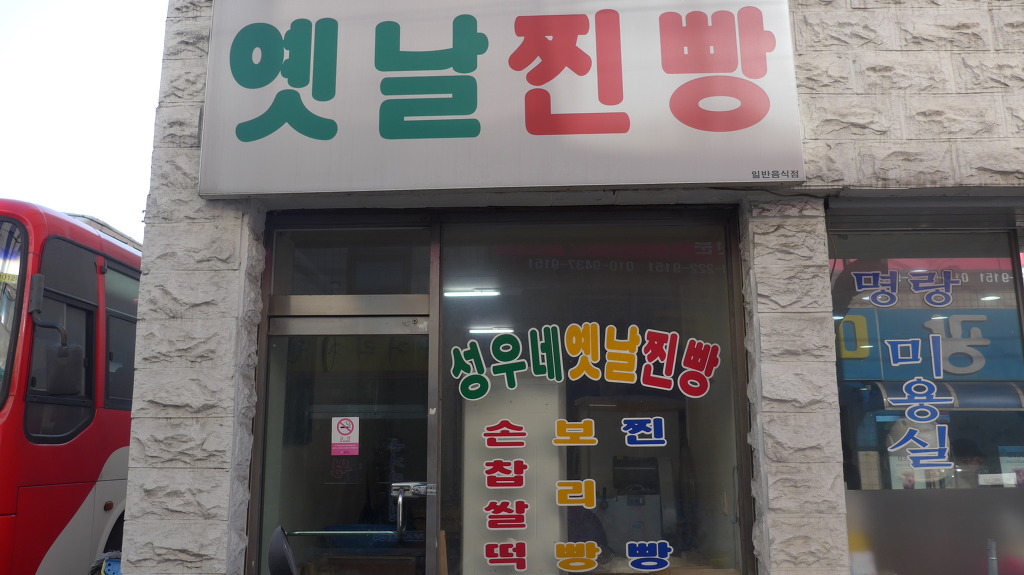 옛날찐빵
일반음식점
성우네옛날찐빵
손찹쌀떡
보리빵
찐빵
명랑
미용실